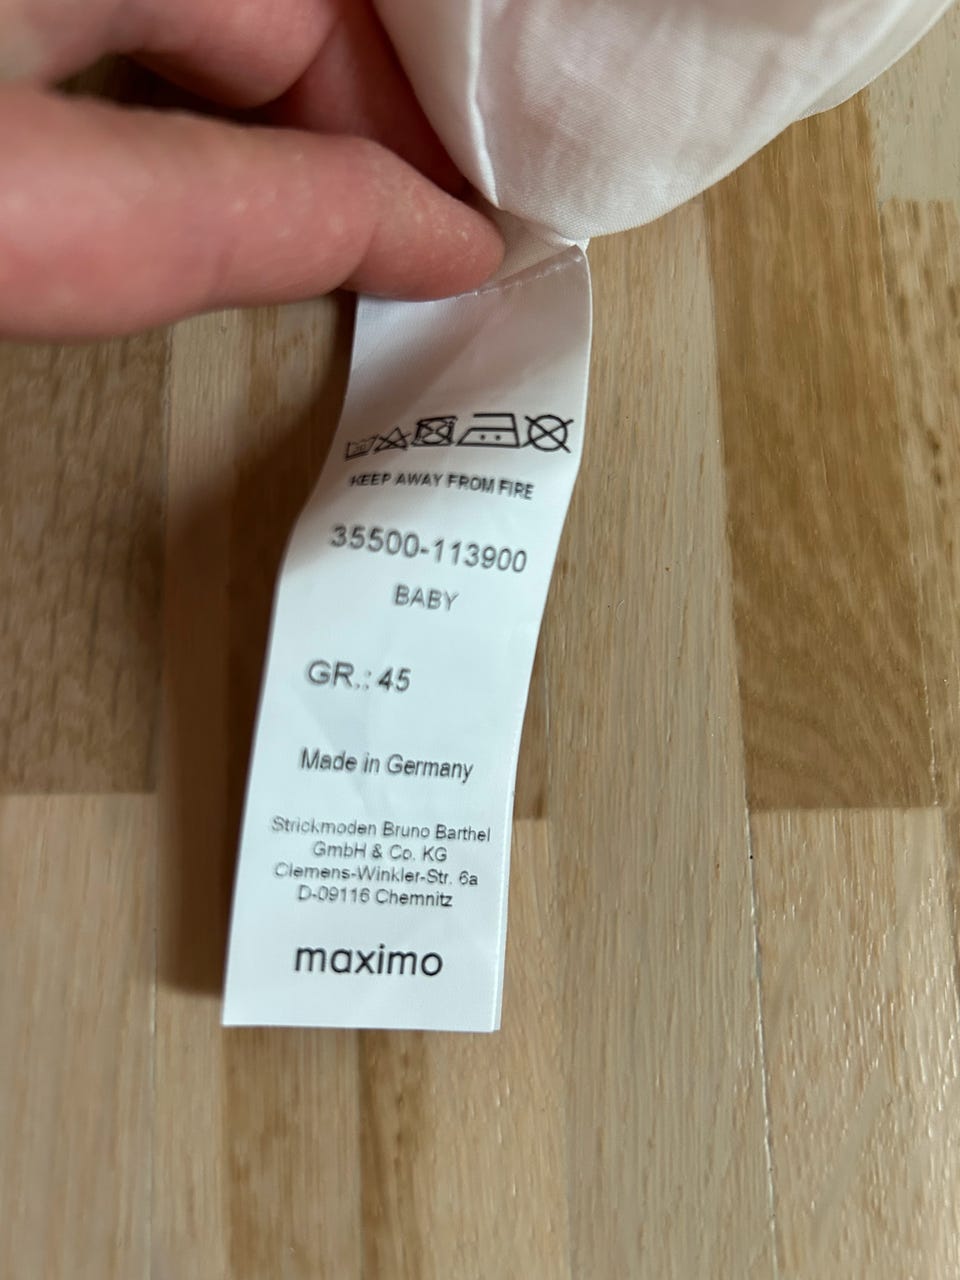 KEEP AWAY FROM FIRE
35500-113900
BABY
GR.: 45
Made in Germany
Strickmoden Bruno Barthel
GmbH & Co. KG
Clemens-Winkler-Str. 6a
D-09116 Chemnitz
maximo